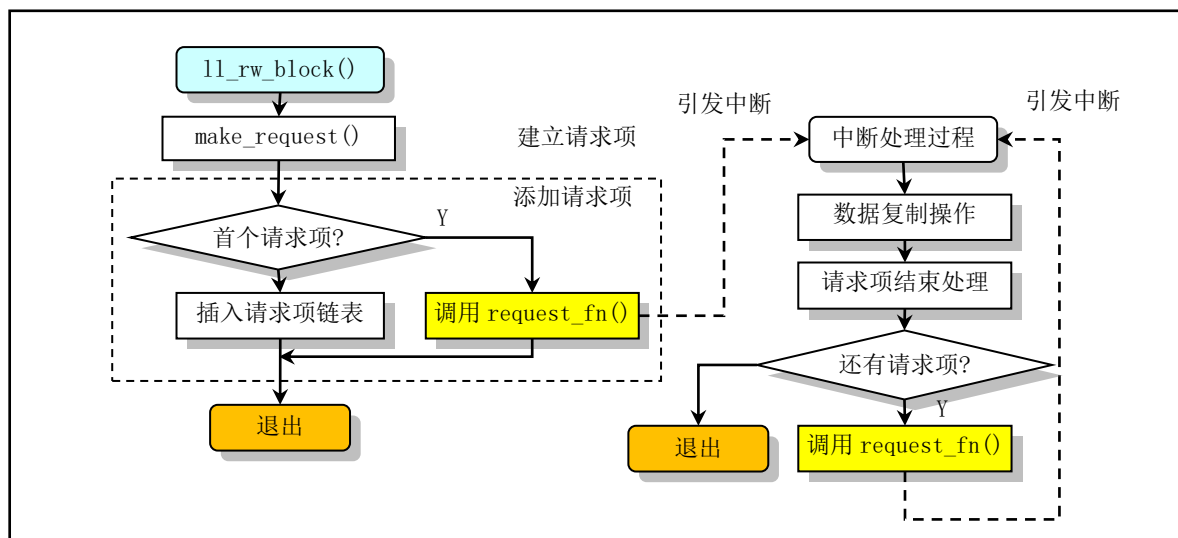 ll_rw_block()
make_request()
建立请求项
添加请求项
首个请求项?
Y
插入请求项链表
调用 request_fn()
退出
引发中断
引发中断
中断处理过程
数据复制操作
请求项结束处理
还有请求项?
Y
退出
调用 request_fn()